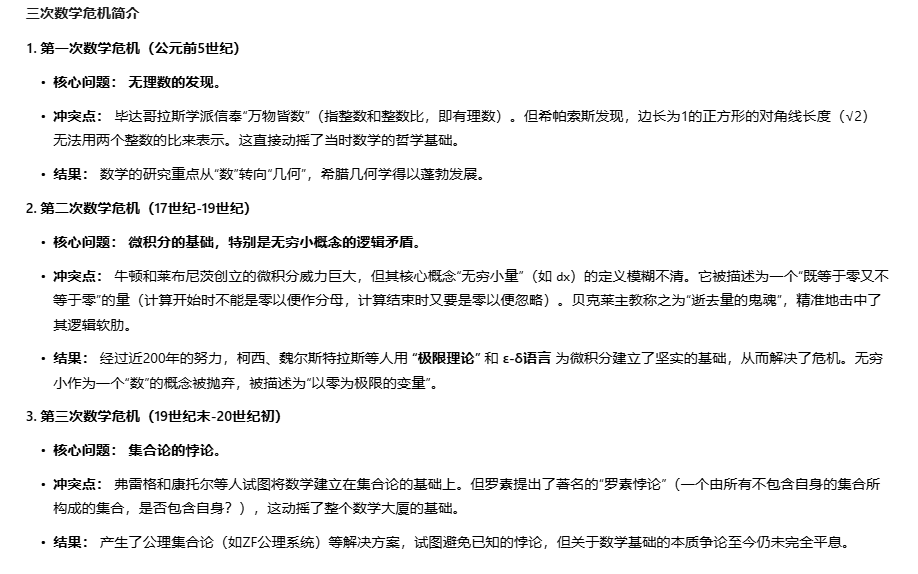 三次数学危机简介
1. 第一次数学危机（公元前5世纪）
• 核心问题： 无理数的发现。
• 冲突点： 毕达哥拉斯学派信奉“万物皆数”（指整数和整数比，即有理数）。但希帕索斯发现，边长为1的正方形的对角线长度（√2）
无法用两个整数的比来表示。这直接动摇了当时数学的哲学基础。
• 结果： 数学的研究重点从“数”转向“几何”，希腊几何学得以蓬勃发展。
2. 第二次数学危机（17世纪-19世纪）
• 核心问题： 微积分的基础，特别是无穷小概念的逻辑矛盾。
• 冲突点： 牛顿和莱布尼茨创立的微积分威力巨大，但其核心概念“无穷小量”（如 dx）的定义模糊不清。它被描述为一个“既等于零又不
等于零”的量（计算开始时不能是零以便作分母，计算结束时又要是零以便忽略）。贝克莱主教称之为“逝去量的鬼魂”，精准地击中了
其逻辑软肋。
• 结果： 经过近200年的努力，柯西、魏尔斯特拉斯等人用 “极限理论” 和 ε-δ语言 为微积分建立了坚实的基础，从而解决了危机。无穷
小作为一个“数”的概念被抛弃，被描述为“以零为极限的变量”。
3. 第三次数学危机（19世纪末-20世纪初）
• 核心问题： 集合论的悖论。
• 冲突点： 弗雷格和康托尔等人试图将数学建立在集合论的基础上。但罗素提出了著名的“罗素悖论”（一个由所有不包含自身的集合所
构成的集合，是否包含自身？），这动摇了整个数学大厦的基础。
• 结果： 产生了公理集合论（如ZF公理系统）等解决方案，试图避免已知的悖论，但关于数学基础的本质争论至今仍未完全平息。